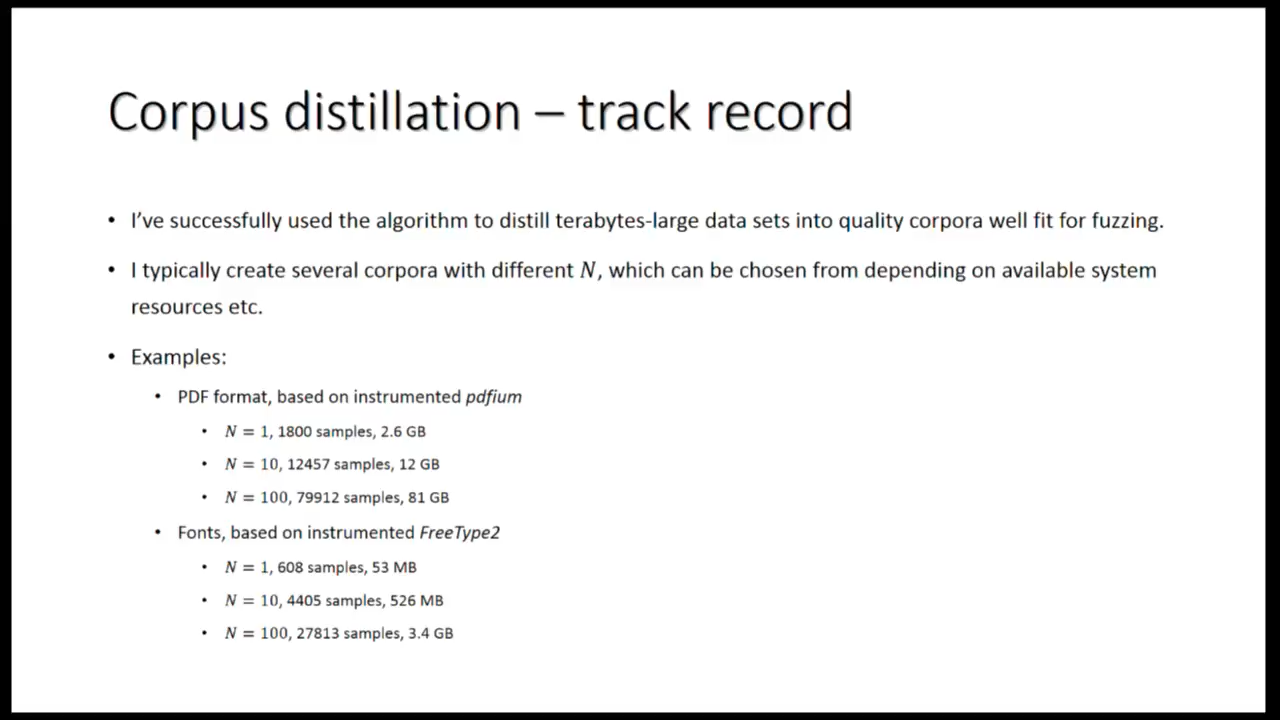 Corpus distillation – track record
• I've successfully used the algorithm to distill terabytes-large data sets into quality corpora well fit for fuzzing.
• I typically create several corpora with different N, which can be chosen from depending on available system
resources etc.
• Examples:
• PDF format, based on instrumented pdfium
• N = 1, 1800 samples, 2.6 GB
• N = 10, 12457 samples, 12 GB
• N = 100, 79912 samples, 81 GB
• Fonts, based on instrumented FreeType2
• N = 1, 608 samples, 53 MB
• N = 10, 4405 samples, 526 MB
• N = 100, 27813 samples, 3.4 GB